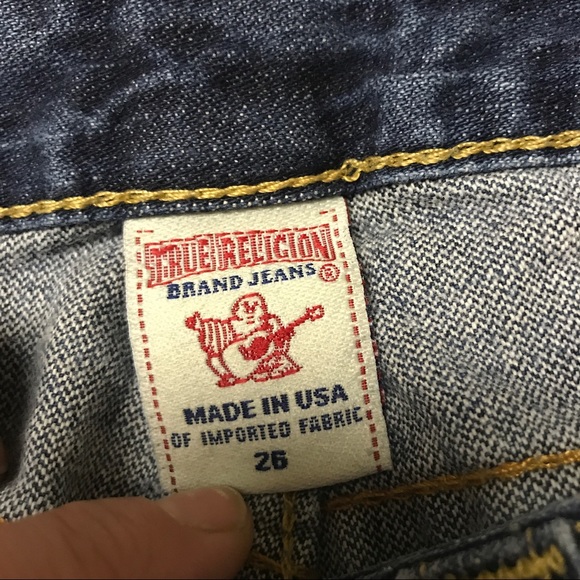 TRUE RELIGION
BRAND JEANS ®
MADE IN USA
OF IMPORTED FABRIC
26